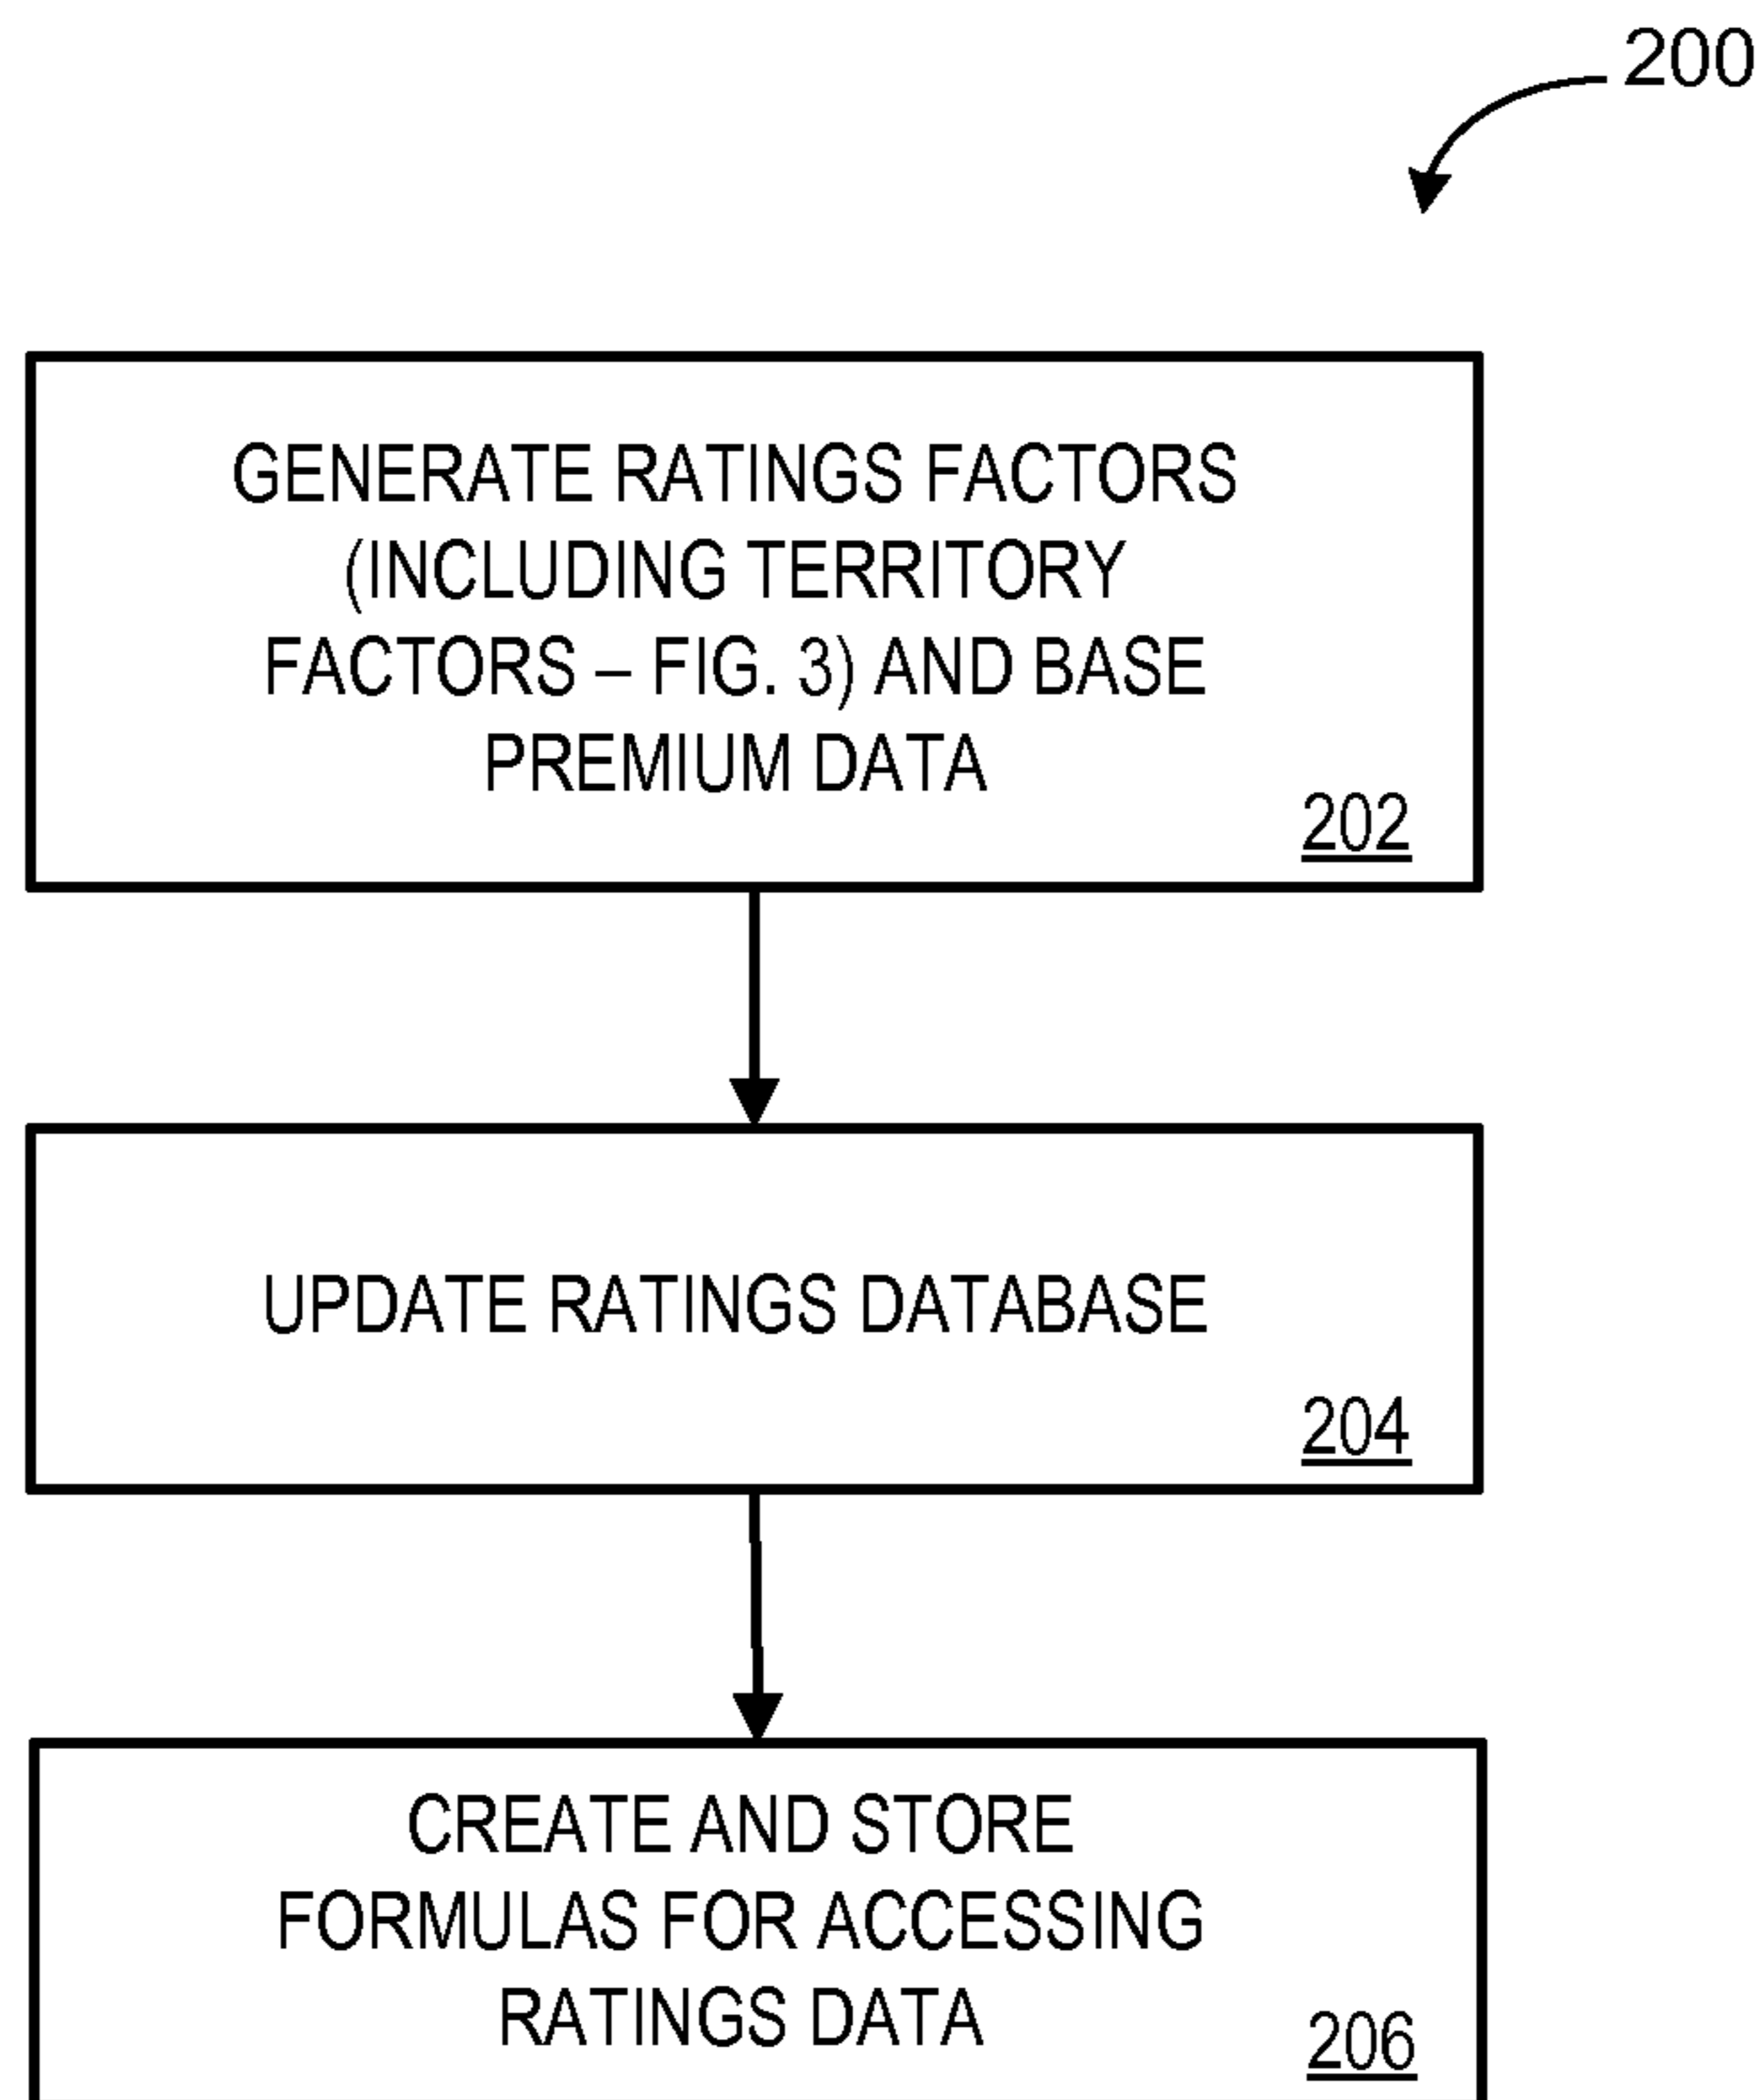 200
GENERATE RATINGS FACTORS
(INCLUDING TERRITORY
FACTORS – FIG. 3) AND BASE
PREMIUM DATA
202
UPDATE RATINGS DATABASE
204
CREATE AND STORE
FORMULAS FOR ACCESSING
RATINGS DATA
206